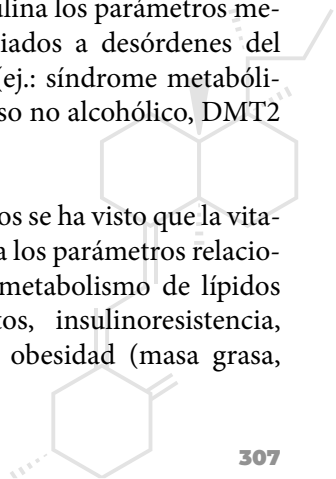 ulina los parámetros me-
iados a desórdenes del
(ej.: síndrome metabóli-
so no alcohólico, DMT2
os se ha visto que la vita-
a los parámetros relacio-
metabolismo de lípidos
tos, insulinoresistencia,
obesidad (masa grasa,
307